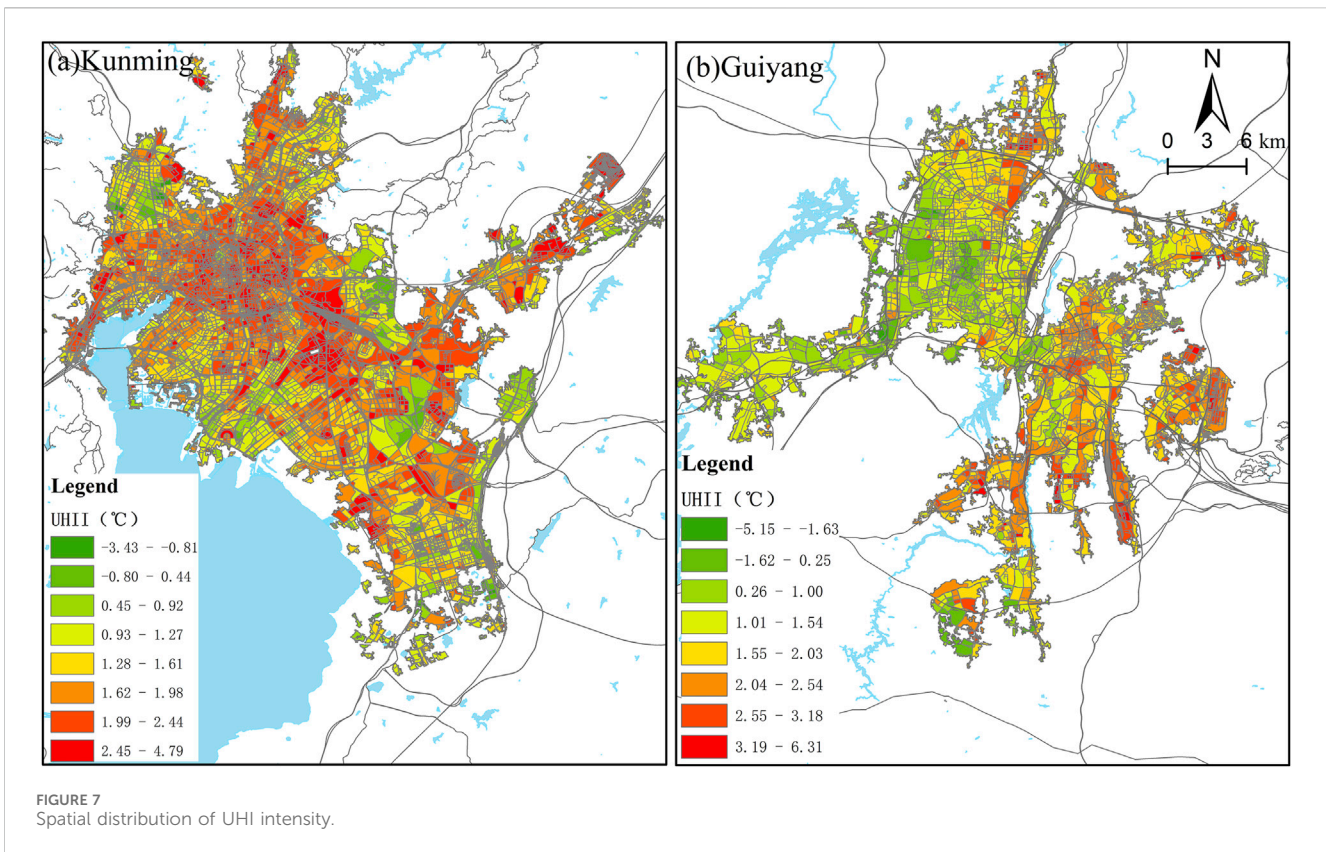 (a)Kunming
Legend
UHII (℃)
-3.43 - -0.81
-0.80 - 0.44
0.45 - 0.92
0.93 - 1.27
1.28 - 1.61
1.62 - 1.98
1.99 - 2.44
2.45 - 4.79
(b)Guiyang
N
0 3 6 km
Legend
UHII (℃)
-5.15 - -1.63
-1.62 - 0.25
0.26 - 1.00
1.01 - 1.54
1.55 - 2.03
2.04 - 2.54
2.55 - 3.18
3.19 - 6.31
FIGURE 7
Spatial distribution of UHI intensity.